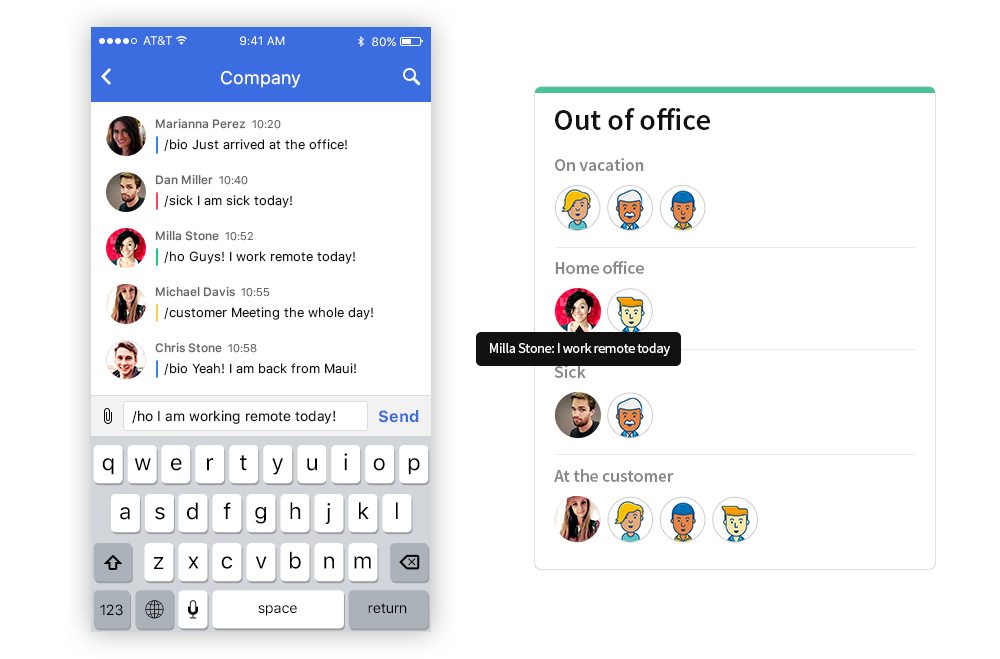 AT&T 9:41 AM 80%
Company
Marianna Perez 10:20
/bio Just arrived at the office!
Dan Miller 10:40
/sick I am sick today!
Milla Stone 10:52
/ho Guys! I work remote today!
Michael Davis 10:55
/customer Meeting the whole day!
Chris Stone 10:58
/bio Yeah! I am back from Maui!
/ho I am working remote today! Send
q w e r t y u i o p
a s d f g h j k l
z x c v b n m
123 space return
Out of office
On vacation
Home office
Milla Stone: I work remote today
Sick
At the customer